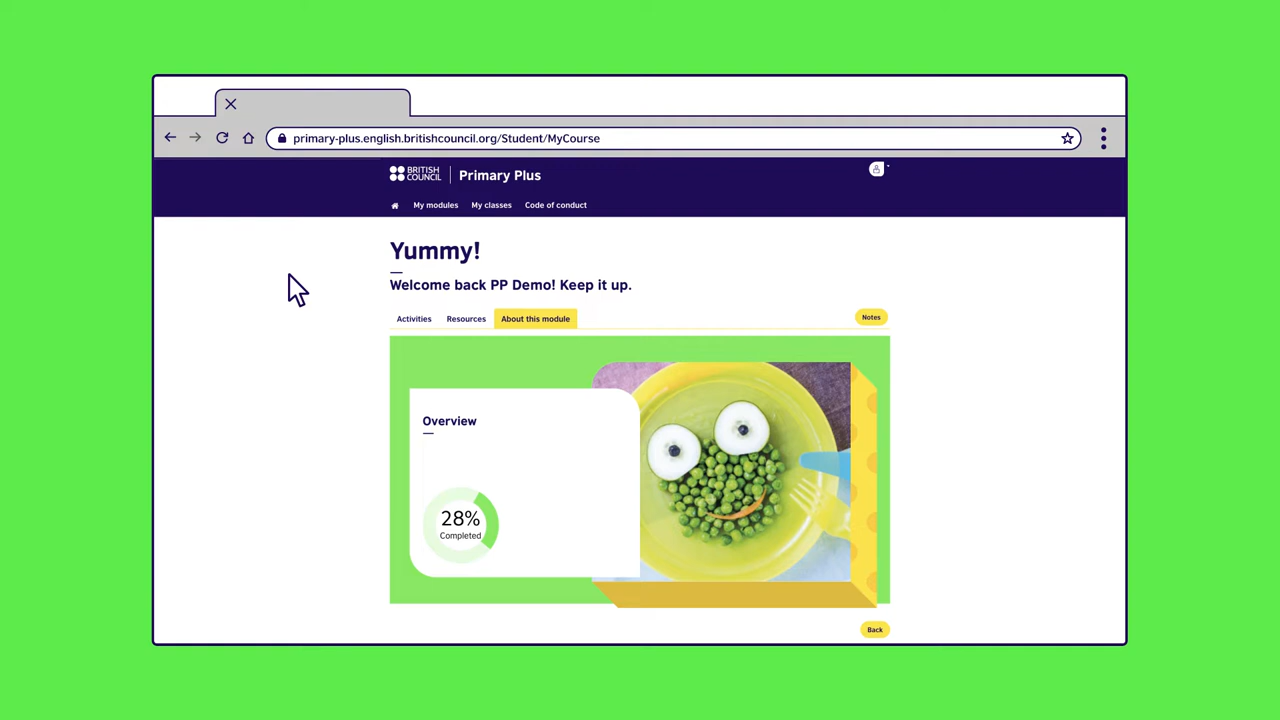 primary-plus.english.britishcouncil.org/Student/MyCourse
BRITISH
COUNCIL
Primary Plus
My modules My classes Code of conduct
Yummy!
Welcome back PP Demo! Keep it up.
Activities Resources About this module Notes
Overview
28%
Completed
Back